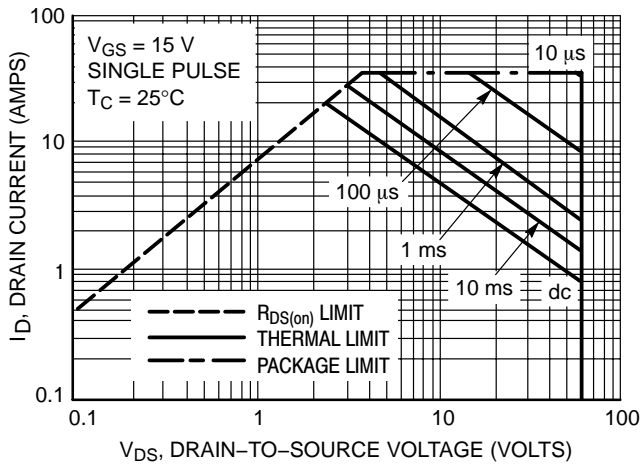 100
V_GS = 15 V
SINGLE PULSE
T_C = 25°C
10 µs
10
100 µs
1 ms
1
10 ms
dc
R_DS(on) LIMIT
THERMAL LIMIT
PACKAGE LIMIT
0.1
0.1
1
10
100
I_D, DRAIN CURRENT (AMPS)
V_DS, DRAIN−TO−SOURCE VOLTAGE (VOLTS)